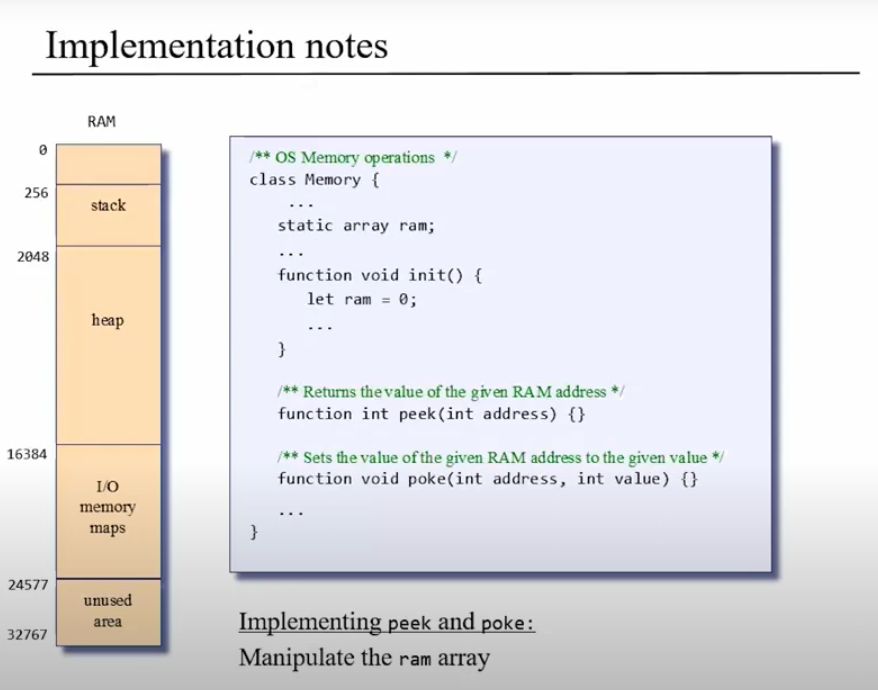 Implementation notes
RAM
0
256
stack
2048
heap
16384
I/O
memory
maps
24577
unused
area
32767
/** OS Memory operations */
class Memory {
...
static array ram;
...
function void init() {
let ram = 0;
...
}
/** Returns the value of the given RAM address */
function int peek(int address) {}
/** Sets the value of the given RAM address to the given value */
function void poke(int address, int value) {}
...
}
Implementing peek and poke:
Manipulate the ram array